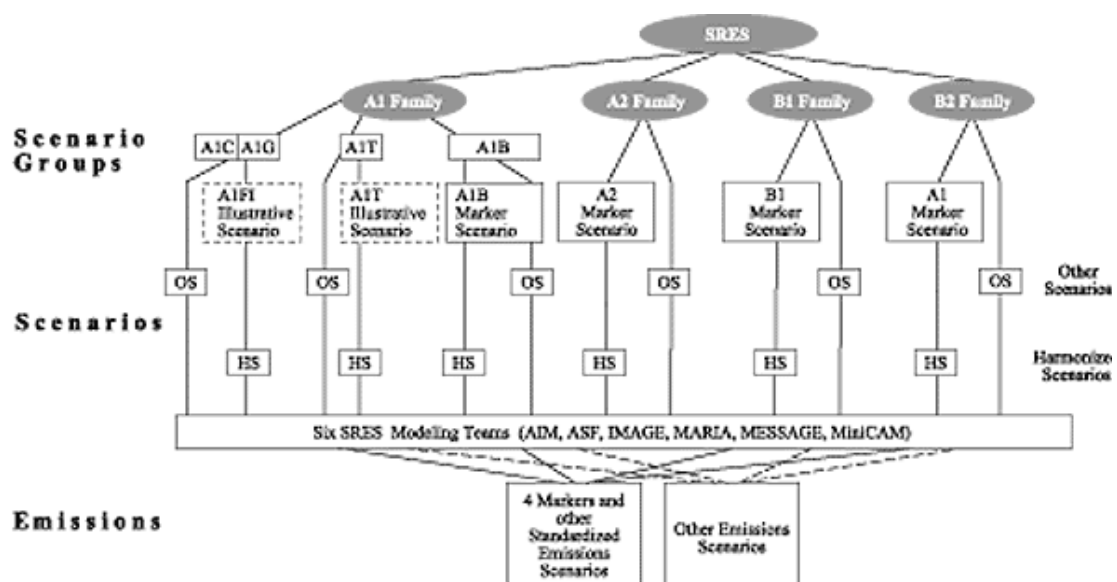 SRES
A1 Family
A2 Family
B1 Family
B2 Family
Scenario
Groups
A1C
A1G
A1T
A1B
A1FI
Illustrative
Scenario
A1T
Illustrative
Scenario
A1B
Marker
Scenario
A2
Marker
Scenario
B1
Marker
Scenario
A1
Marker
Scenario
OS
OS
OS
OS
OS
OS
Other
Scenarios
Scenarios
HS
HS
HS
HS
HS
HS
Harmonized
Scenarios
Six SRES Modeling Teams (AIM, ASF, IMAGE, MARIA, MESSAGE, MiniCAM)
Emissions
4 Markers and
other
Standardized
Emissions
Scenarios
Other Emissions
Scenarios